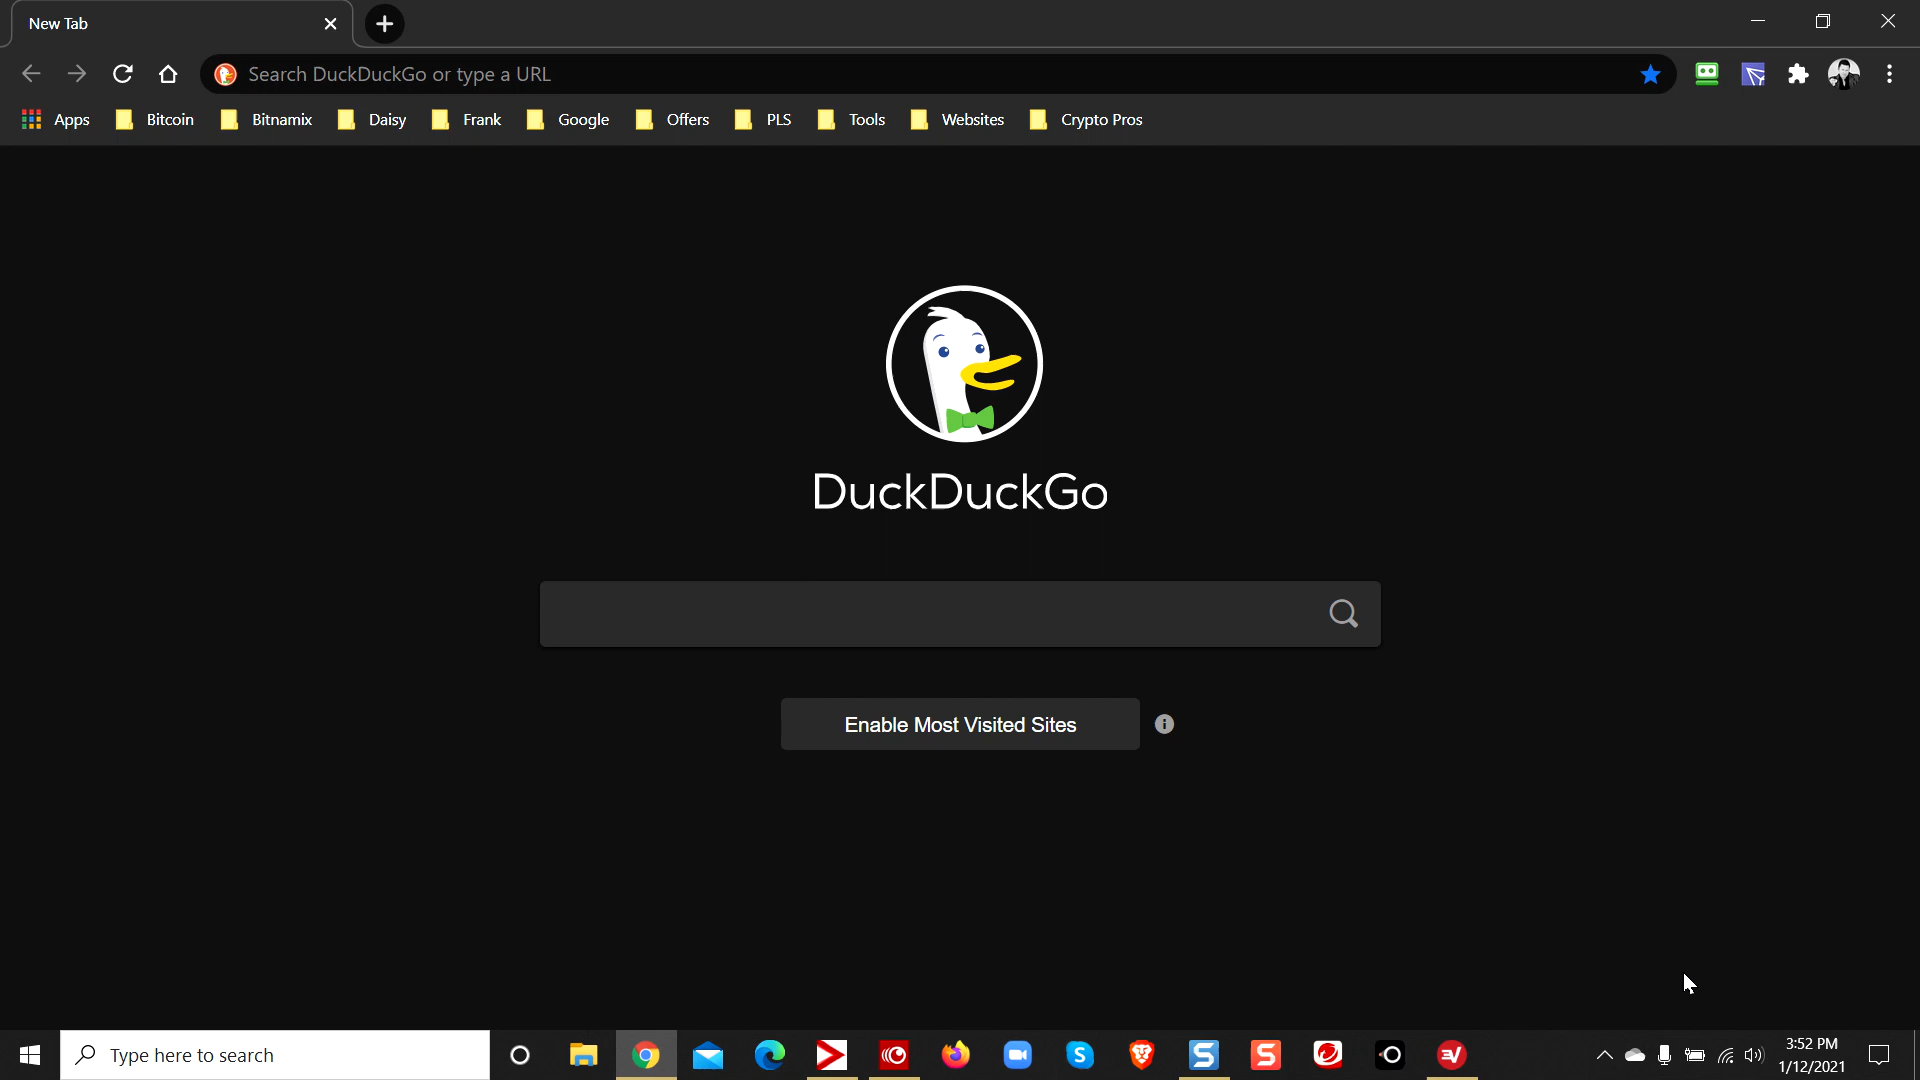 New Tab
Search DuckDuckGo or type a URL
Apps Bitcoin Bitnamix Daisy Frank Google Offers PLS Tools Websites Crypto Pros
DuckDuckGo
Enable Most Visited Sites
Type here to search
3:52 PM
1/12/2021